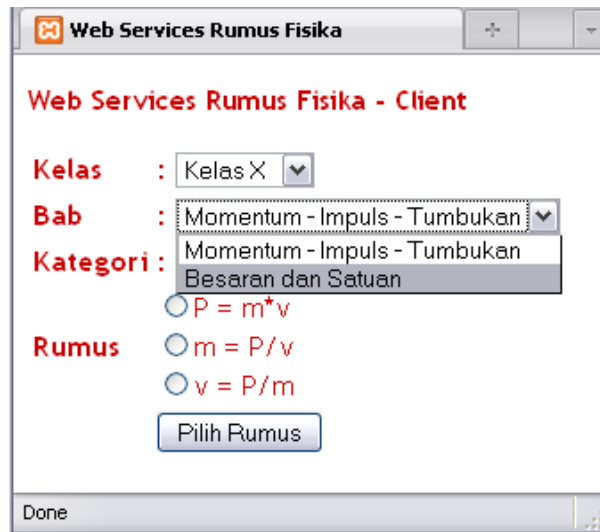 Web Services Rumus Fisika
Web Services Rumus Fisika - Client
Kelas : Kelas X
Bab : Momentum - Impuls - Tumbukan
Momentum - Impuls - Tumbukan
Kategori :
Besaran dan Satuan
P = m*v
Rumus m = P/v
v = P/m
Pilih Rumus
Done